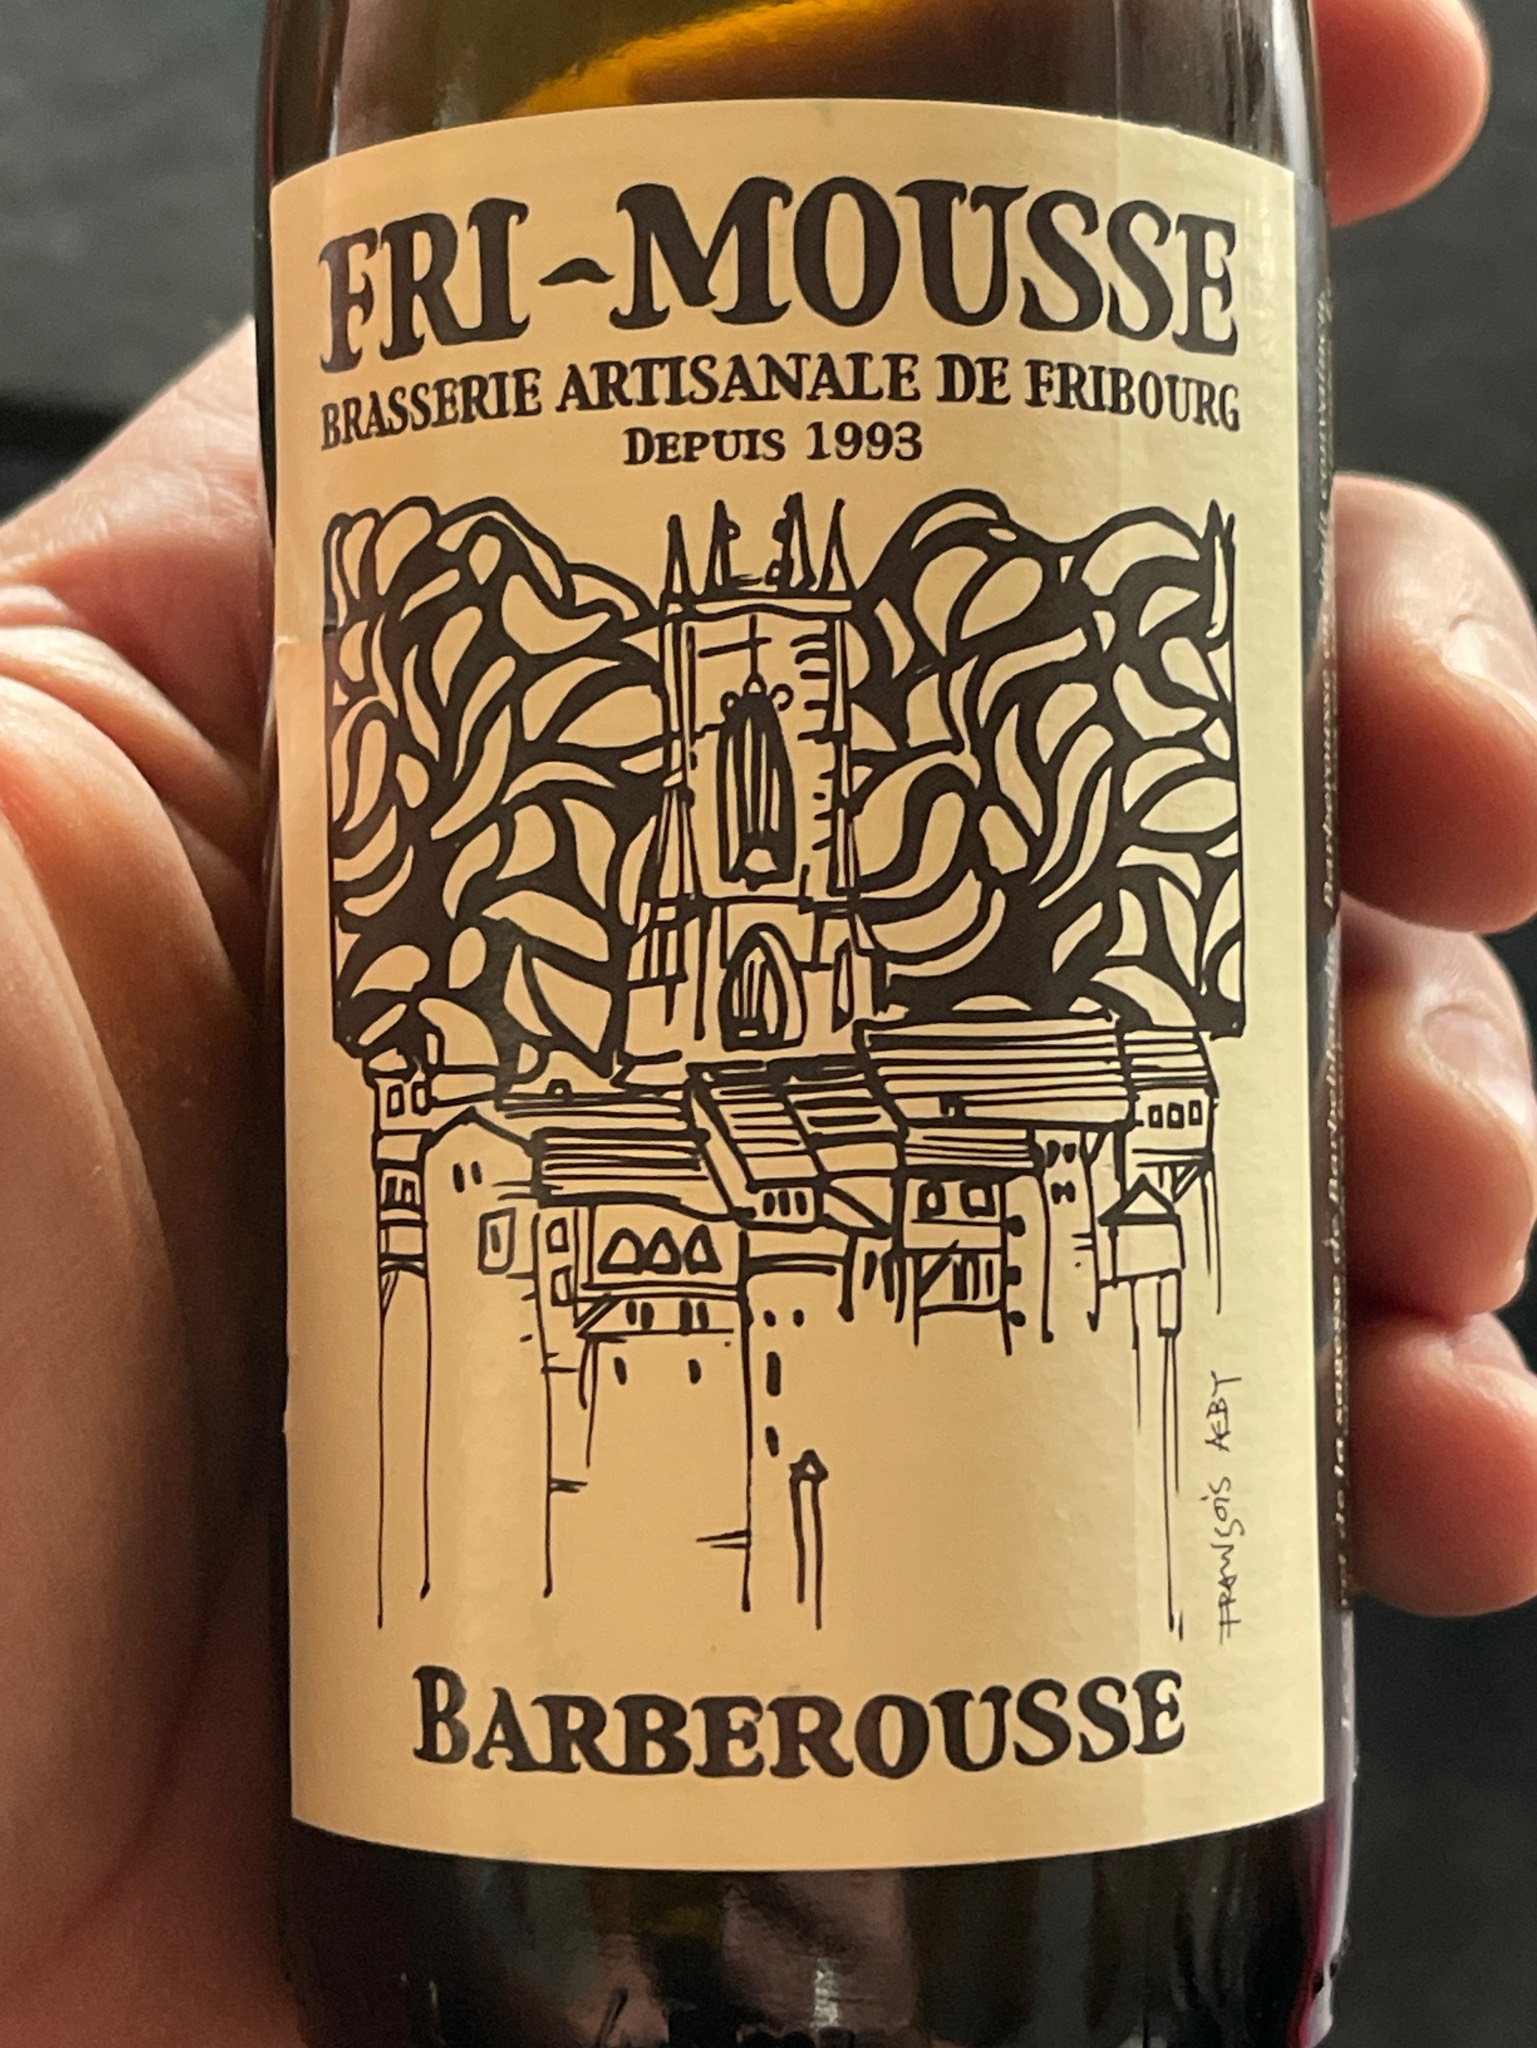 FRI-MOUSSE
BRASSERIE ARTISANALE DE FRIBOURG
DEPUIS 1993
FRANÇOIS AEBY
BARBEROUSSE